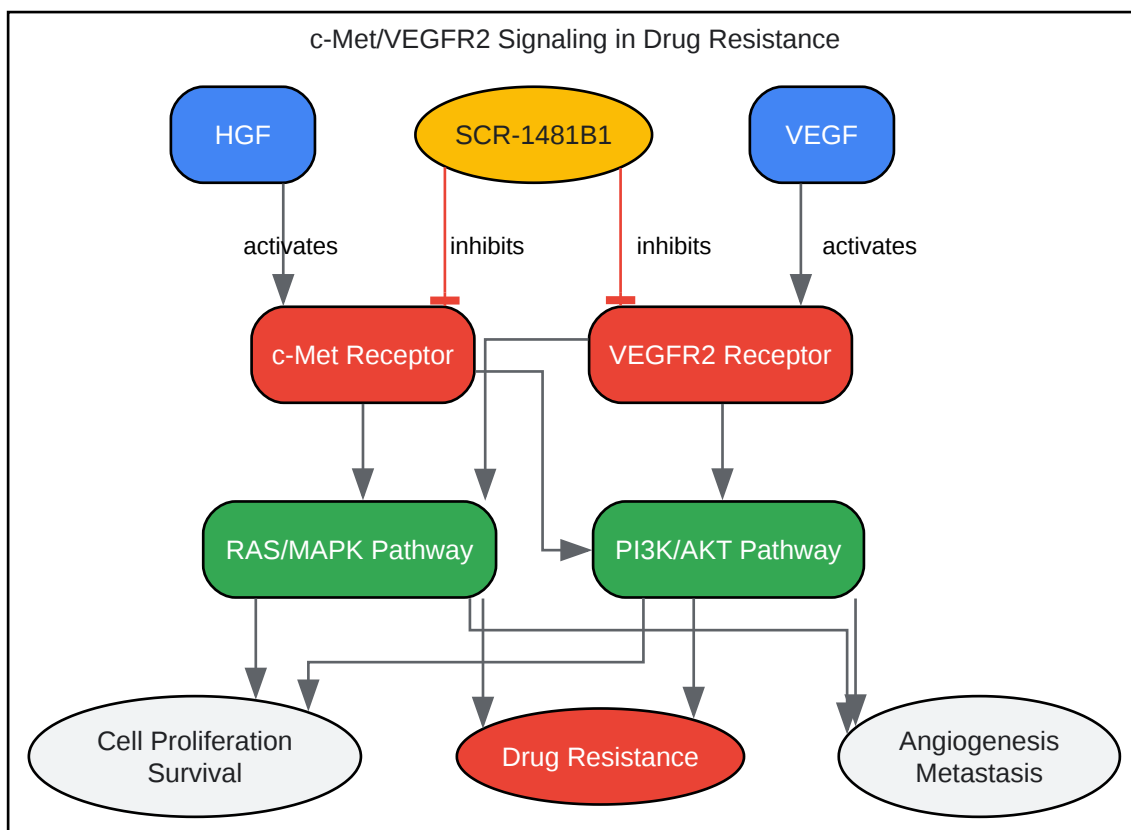 c-Met/VEGFR2 Signaling in Drug Resistance
HGF
SCR-1481B1
VEGF
activates
inhibits
inhibits
activates
c-Met Receptor
VEGFR2 Receptor
RAS/MAPK Pathway
PI3K/AKT Pathway
Cell Proliferation
Survival
Drug Resistance
Angiogenesis
Metastasis